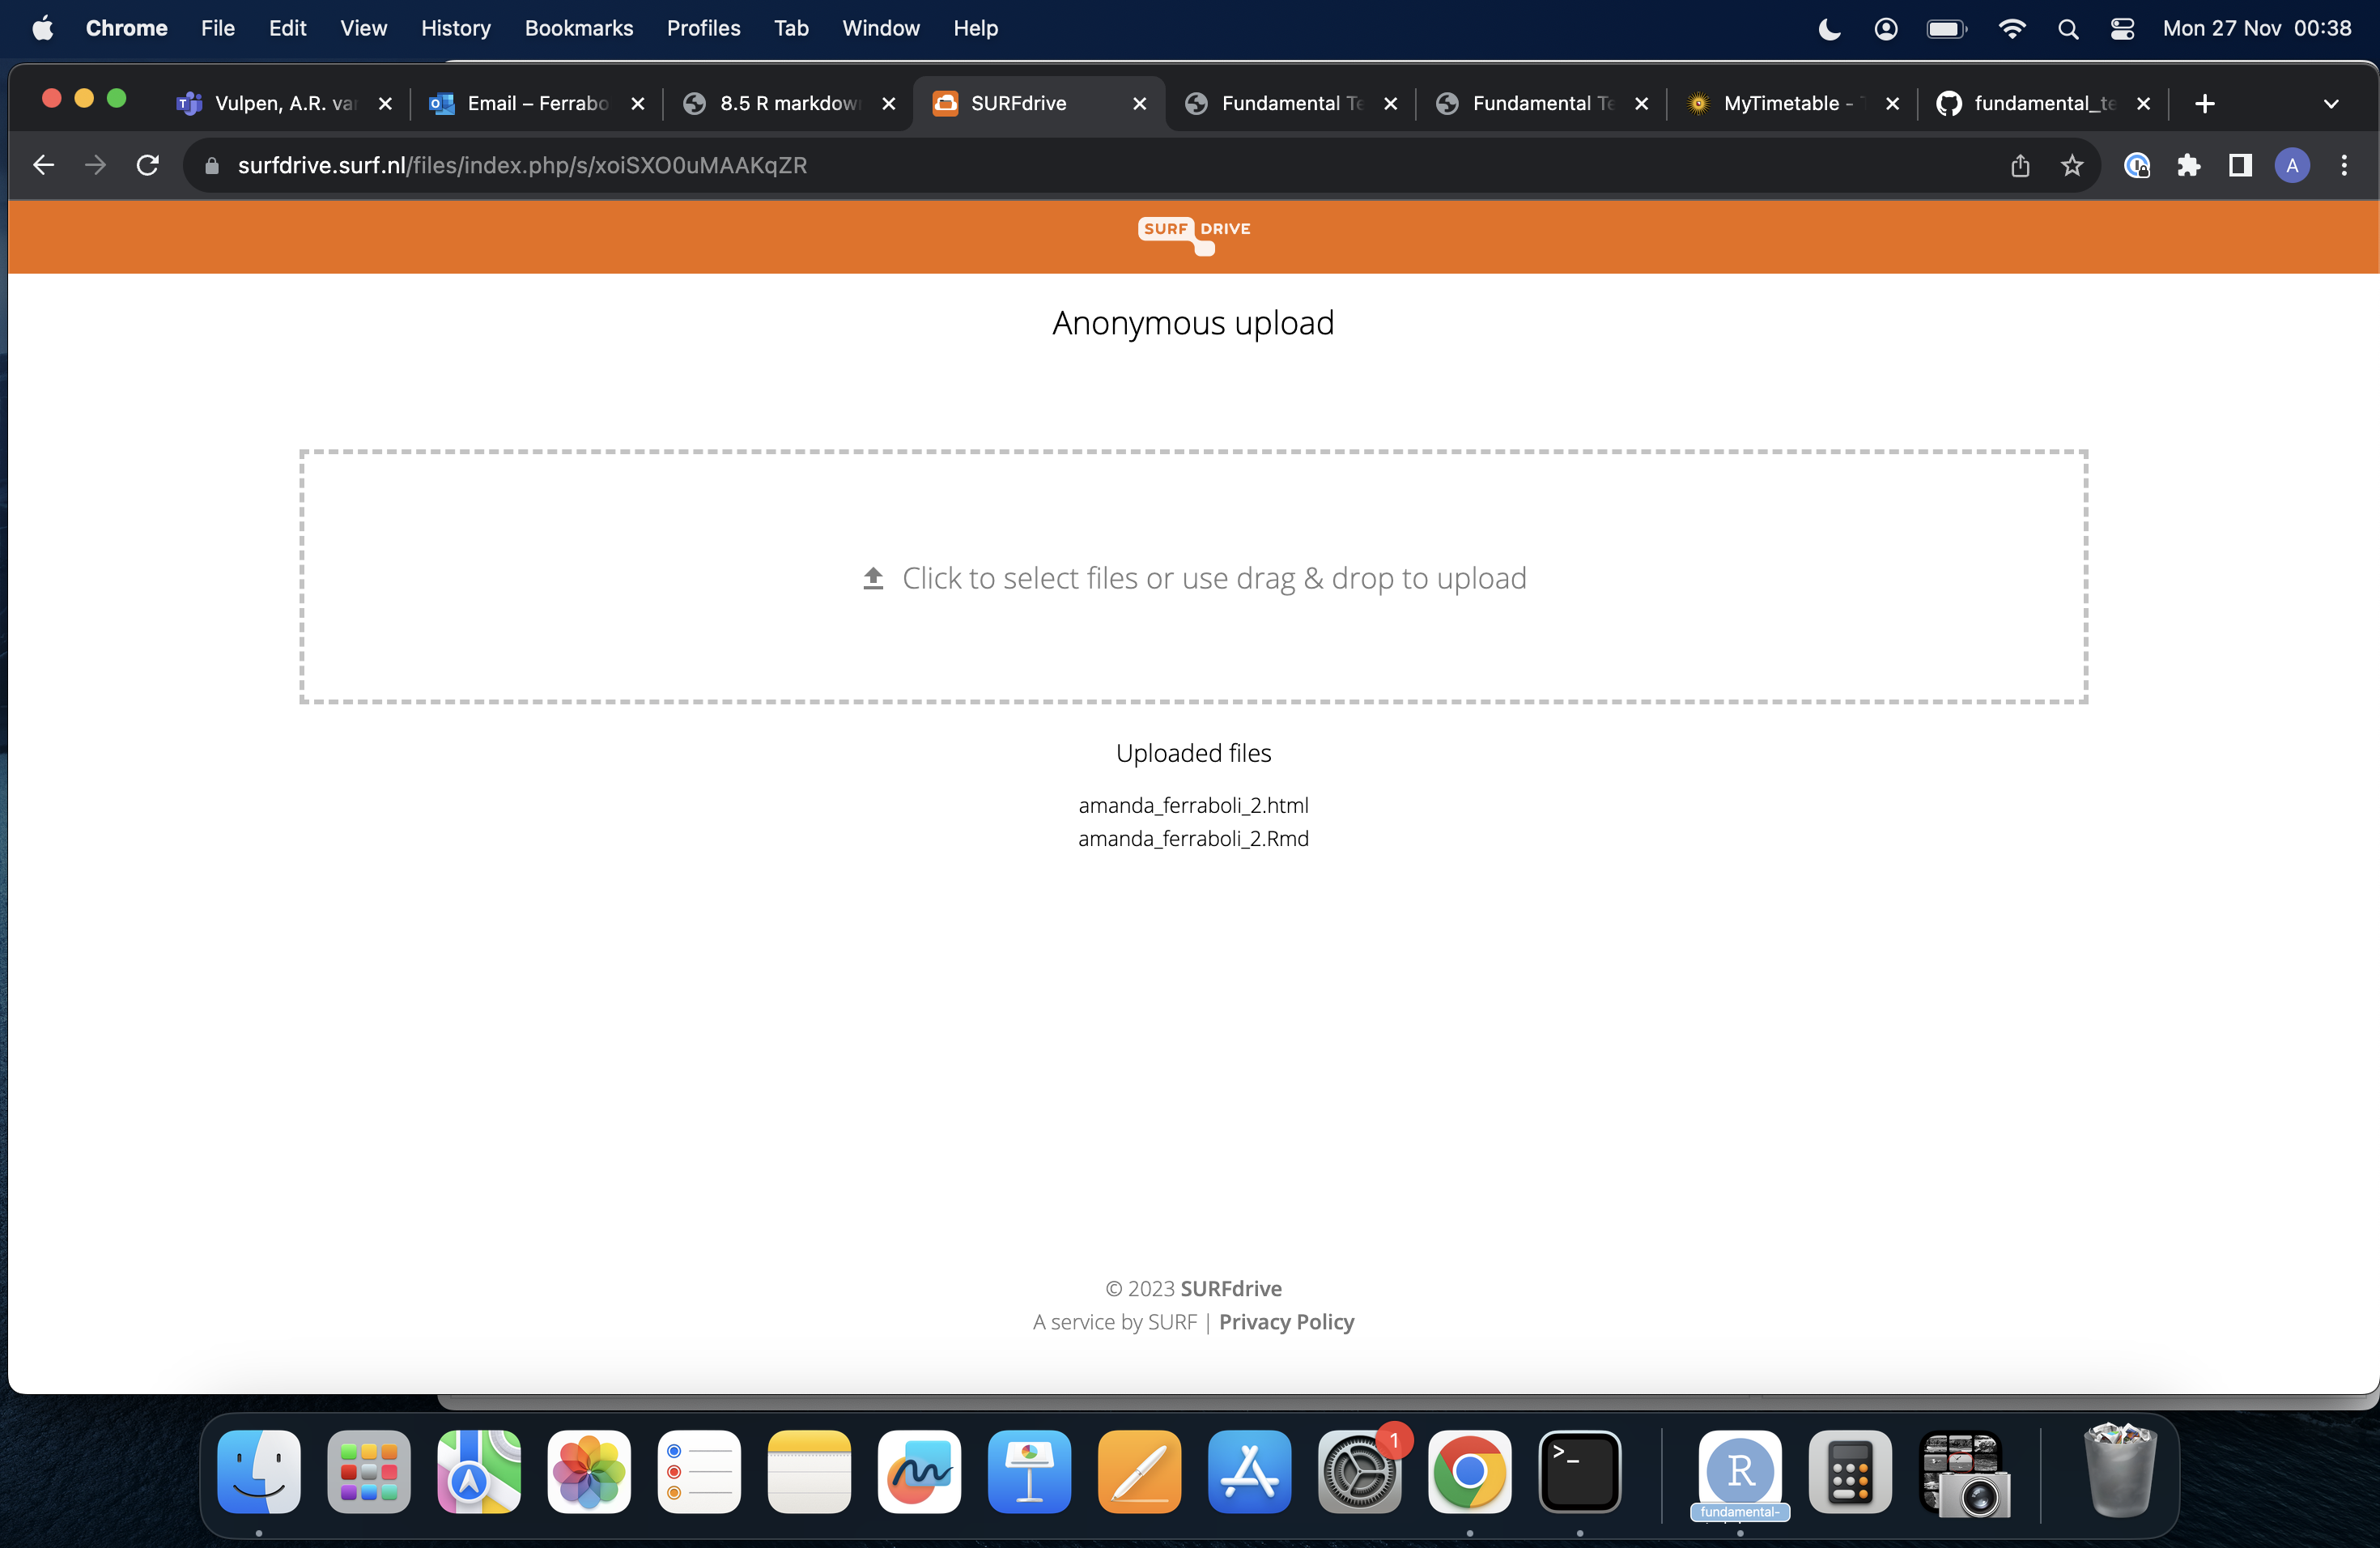 Chrome File Edit View History Bookmarks Profiles Tab Window Help Mon 27 Nov 00:38
Vulpen, A.R. va Email – Ferrabo 8.5 R markdow SURFdrive Fundamental Te Fundamental Te MyTimetable - fundamental_te
surfdrive.surf.nl/files/index.php/s/xoiSXO0uMAAKqZR A
SURF DRIVE
Anonymous upload
Click to select files or use drag & drop to upload
Uploaded files
amanda_ferraboli_2.html
amanda_ferraboli_2.Rmd
© 2023 SURFdrive
A service by SURF | Privacy Policy
1
>_
R
fundamental-